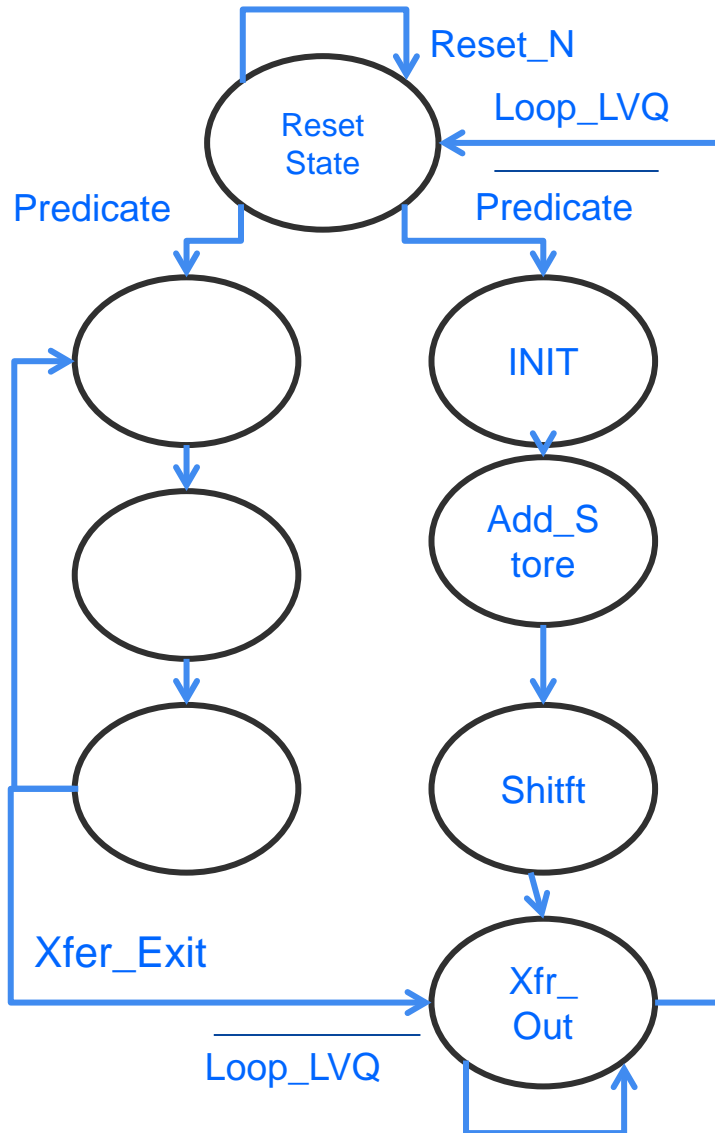 Reset_N
Reset
State
Loop_LVQ
Predicate
Predicate
INIT
Add_S
tore
Shitft
Xfer_Exit
Xfr_
Out
Loop_LVQ